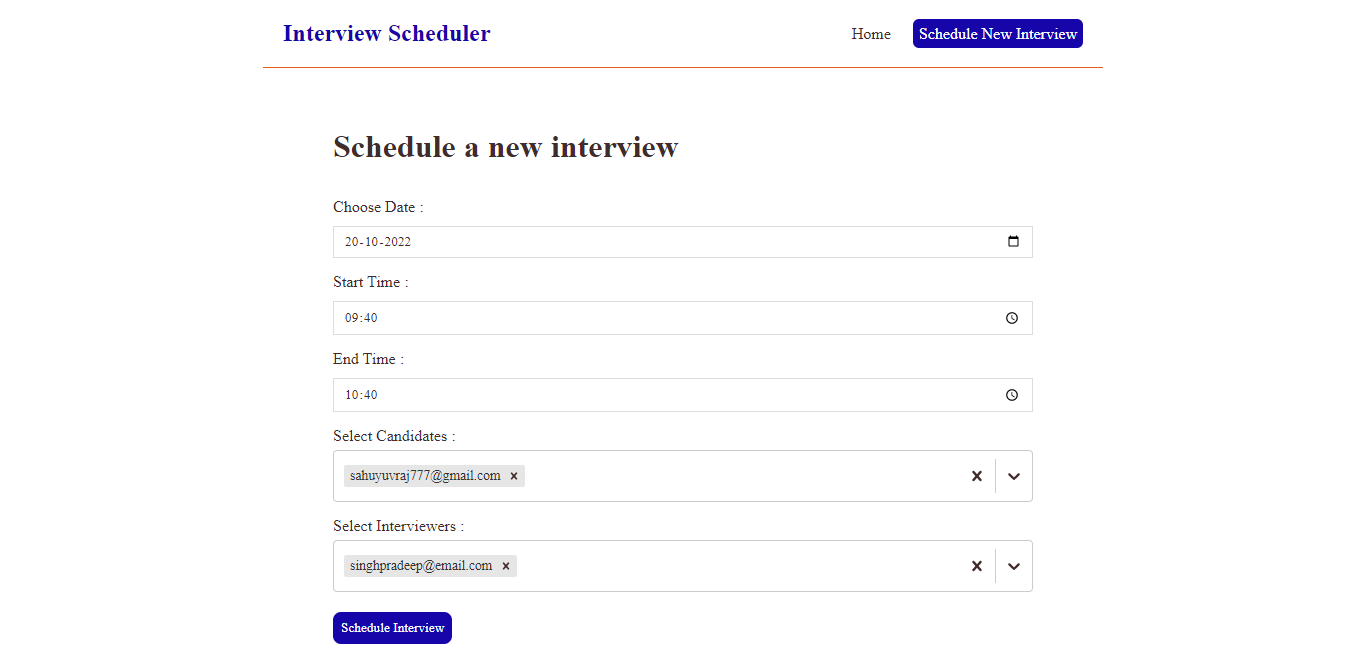 Interview Scheduler Home Schedule New Interview
Schedule a new interview
Choose Date :
20-10-2022
Start Time :
09:40
End Time :
10:40
Select Candidates :
sahuyuvraj777@gmail.com
Select Interviewers :
singhpradeep@email.com
Schedule Interview